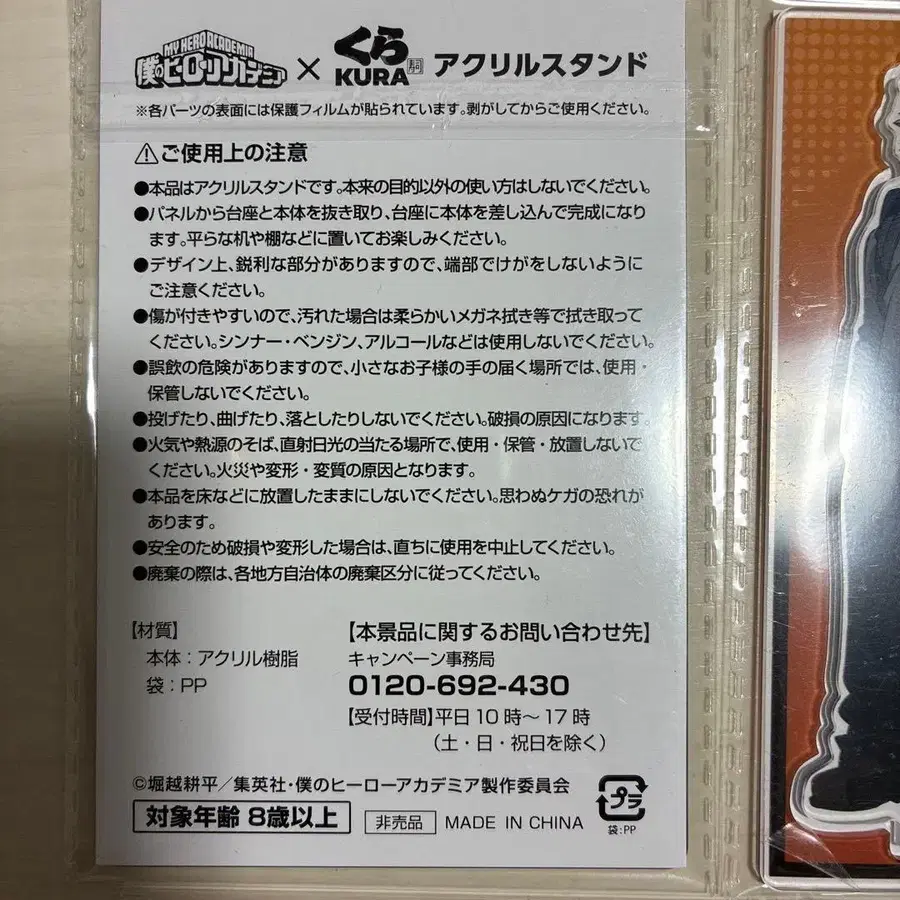 MY HERO ACADEMIA
僕のヒーローアカデミア × くら KURA アクリルスタンド
※各パーツの表面には保護フィルムが貼られています。剥がしてからご使用ください。
⚠ご使用上の注意
●本品はアクリルスタンドです。本来の目的以外の使い方はしないでください。
●パネルから台座と本体を抜き取り、台座に本体を差し込んで完成になり
ます。平らな机や棚などに置いてお楽しみください。
●デザイン上、鋭利な部分がありますので、端部でけがをしないように
ご注意ください。
●傷が付きやすいので、汚れた場合は柔らかいメガネ拭き等で拭き取って
ください。シンナー・ベンジン、アルコールなどは使用しないでください。
●誤飲の危険がありますので、小さなお子様の手の届く場所では、使用・
保管しないでください。
●投げたり、曲げたり、落としたりしないでください。破損の原因になります。
●火気や熱源のそば、直射日光の当たる場所で、使用・保管・放置しないで
ください。火災や変形・変質の原因となります。
●本品を床などに放置したままにしないでください。思わぬケガの恐れが
あります。
●安全のため破損や変形した場合は、直ちに使用を中止してください。
●廃棄の際は、各地方自治体の廃棄区分に従ってください。
【材質】
本体：アクリル樹脂
袋：PP
【本景品に関するお問い合わせ先】
キャンペーン事務局
0120-692-430
【受付時間】平日10時〜17時
（土・日・祝日を除く）
©堀越耕平／集英社・僕のヒーローアカデミア製作委員会
対象年齢 8歳以上
非売品
MADE IN CHINA
プラ
袋：PP